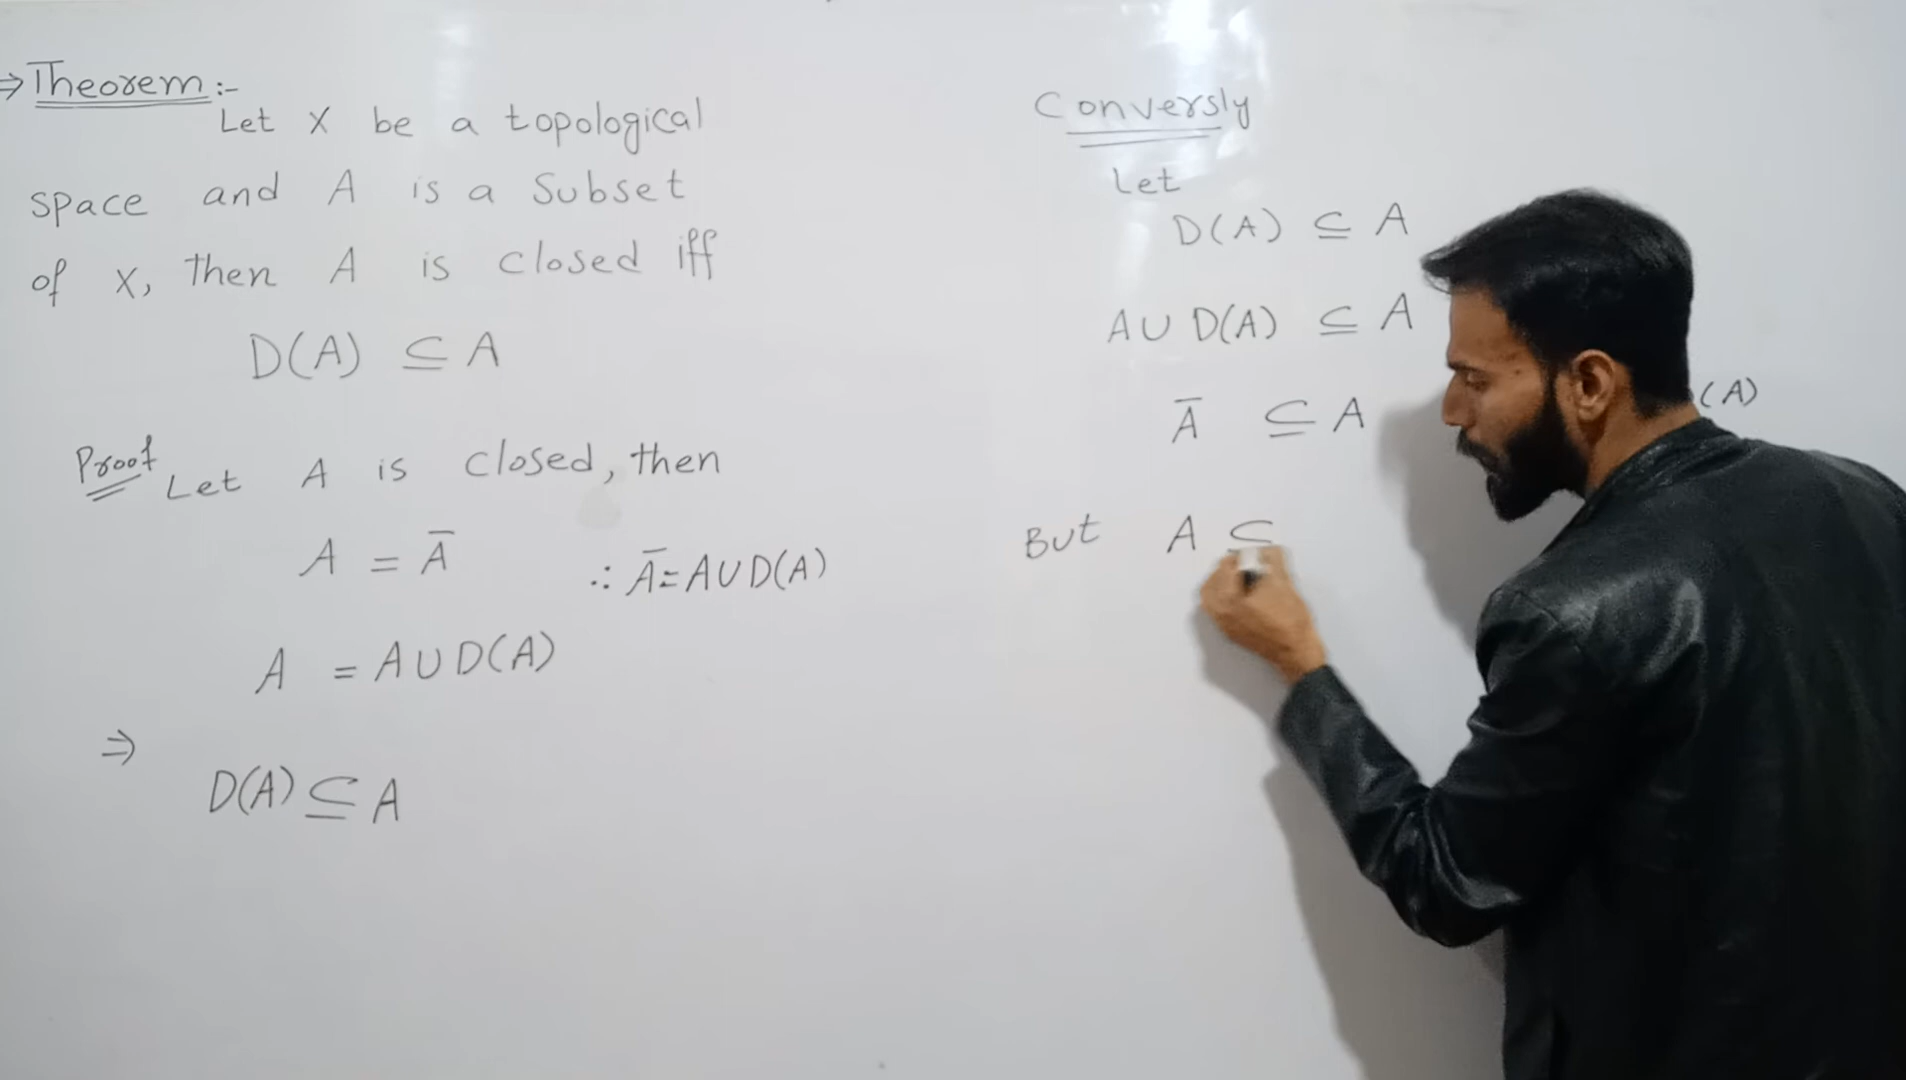 ⇒ Theorem:-
Let X be a topological
space and A is a Subset
of X, then A is closed iff
D(A) ⊆ A
Proof Let A is closed, then
A = Ā ∴ Ā = A ∪ D(A)
A = A ∪ D(A)
⇒
D(A) ⊆ A
Conversly
Let
D(A) ⊆ A
A ∪ D(A) ⊆ A
Ā ⊆ A (A)
But A ⊆